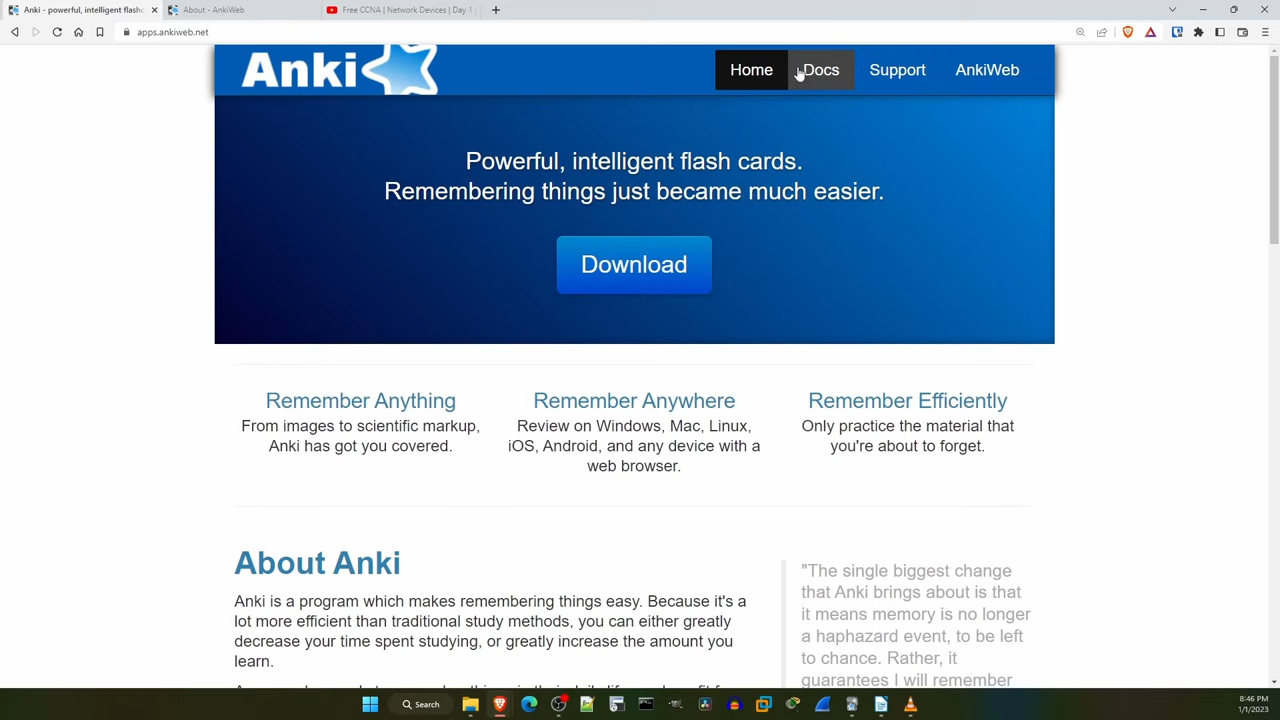 Anki - powerful, intelligent flash
About - AnkiWeb
Free CCNA | Network Devices | Day 1
apps.ankiweb.net
Anki
Home
Docs
Support
AnkiWeb
Powerful, intelligent flash cards.
Remembering things just became much easier.
Download
Remember Anything
From images to scientific markup,
Anki has got you covered.
Remember Anywhere
Review on Windows, Mac, Linux,
iOS, Android, and any device with a
web browser.
Remember Efficiently
Only practice the material that
you're about to forget.
About Anki
Anki is a program which makes remembering things easy. Because it's a
lot more efficient than traditional study methods, you can either greatly
decrease your time spent studying, or greatly increase the amount you
learn.
"The single biggest change
that Anki brings about is that
it means memory is no longer
a haphazard event, to be left
to chance. Rather, it
guarantees I will remember
Search
8:46 PM
1/1/2023